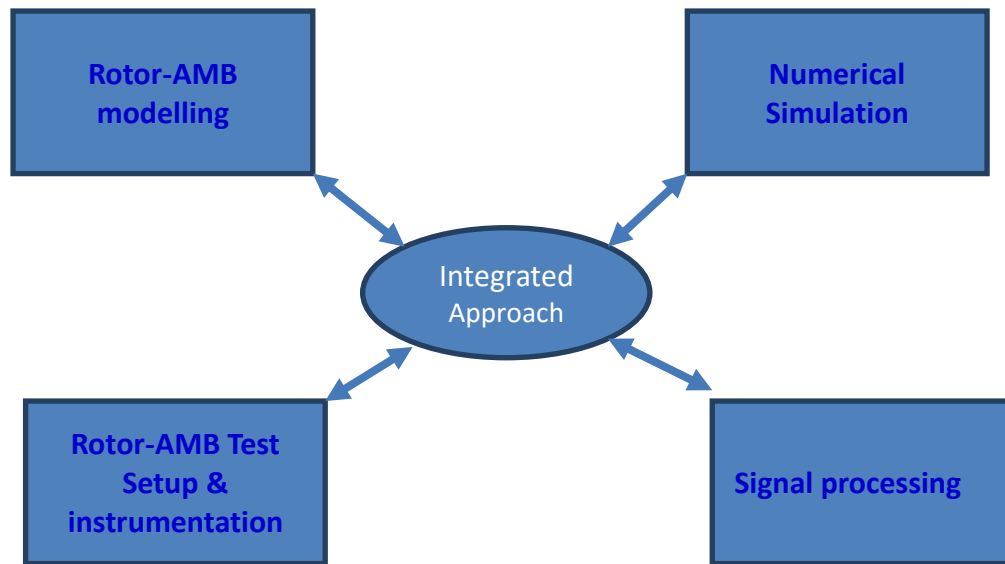 Rotor-AMB
modelling
Numerical
Simulation
Integrated
Approach
Rotor-AMB Test
Setup &
instrumentation
Signal processing